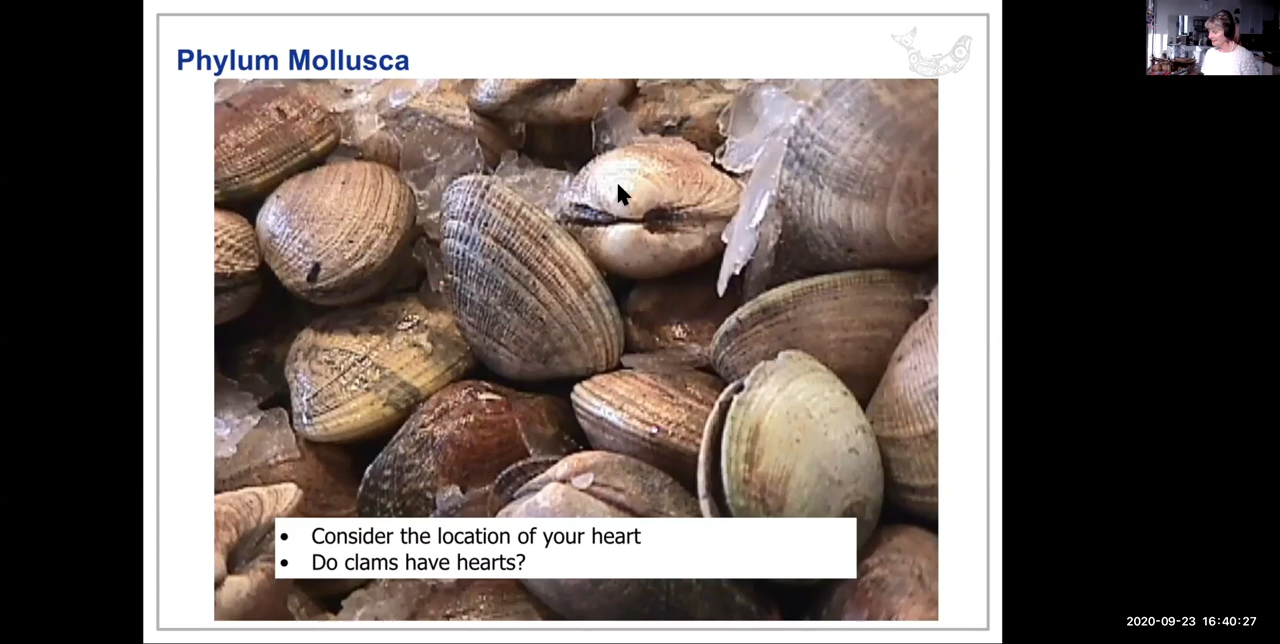 Phylum Mollusca
• Consider the location of your heart
• Do clams have hearts?
2020-09-23 16:40:27